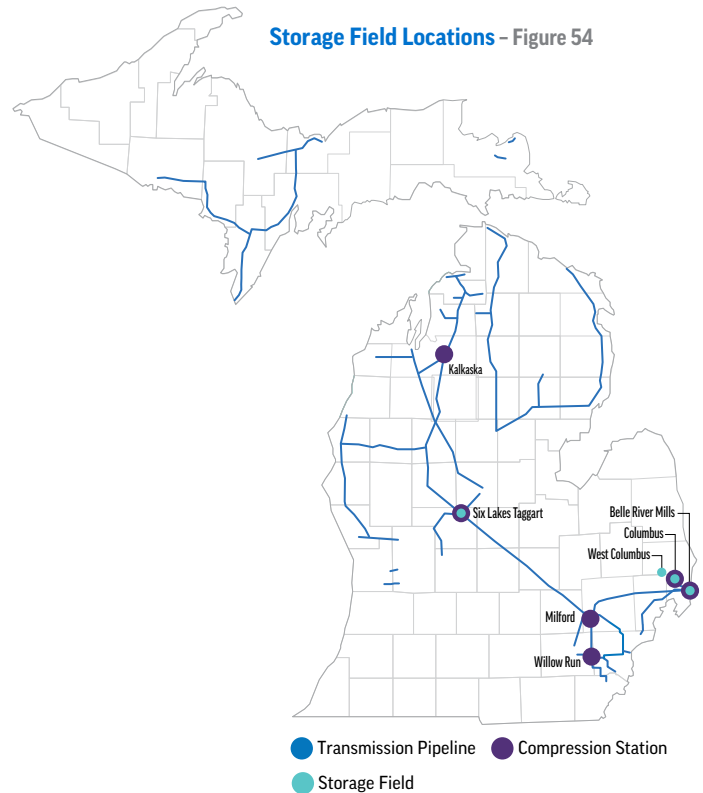 Storage Field Locations – Figure 54
Kalkaska
Six Lakes Taggart
Belle River Mills
Columbus
West Columbus
Milford
Willow Run
Transmission Pipeline
Compression Station
Storage Field